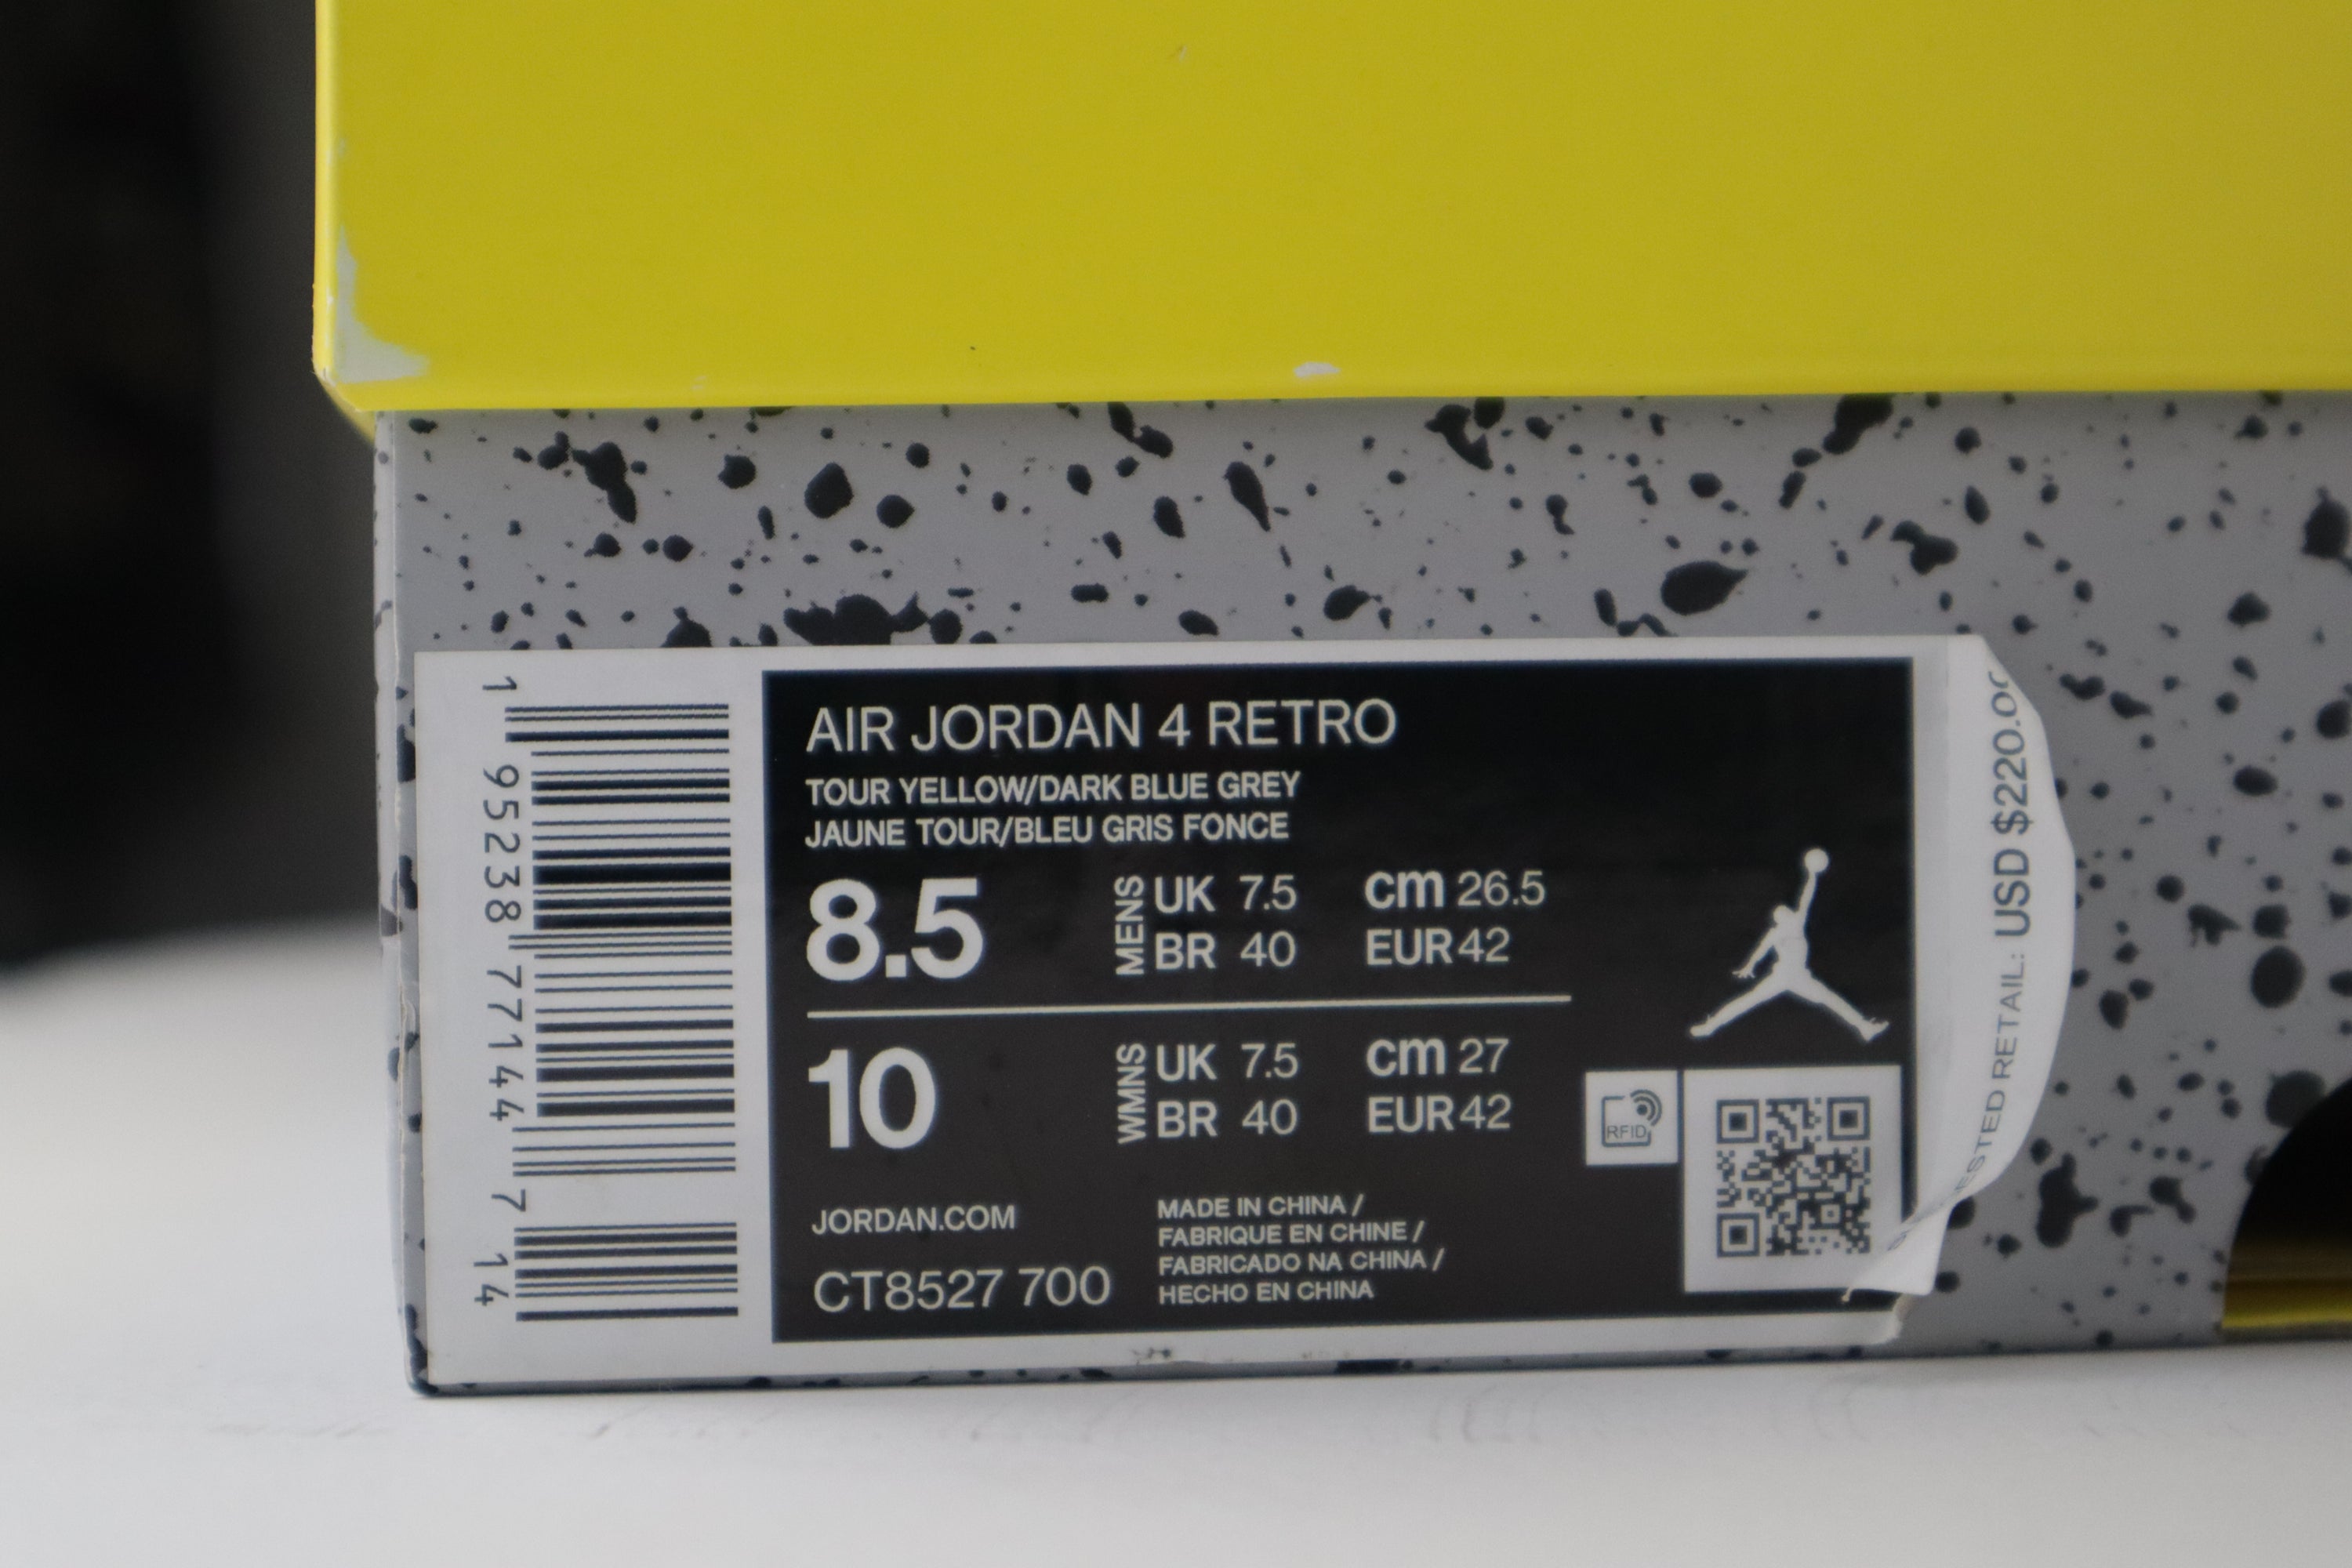 1 95238 77144 7 14
AIR JORDAN 4 RETRO
TOUR YELLOW/DARK BLUE GREY
JAUNE TOUR/BLEU GRIS FONCE
8.5 MENS UK 7.5 cm 26.5
BR 40 EUR 42
10 WMNS UK 7.5 cm 27
BR 40 EUR 42
RFID
JORDAN.COM
CT8527 700
MADE IN CHINA /
FABRIQUE EN CHINE /
FABRICADO NA CHINA /
HECHO EN CHINA
RETAIL: USD $220.00